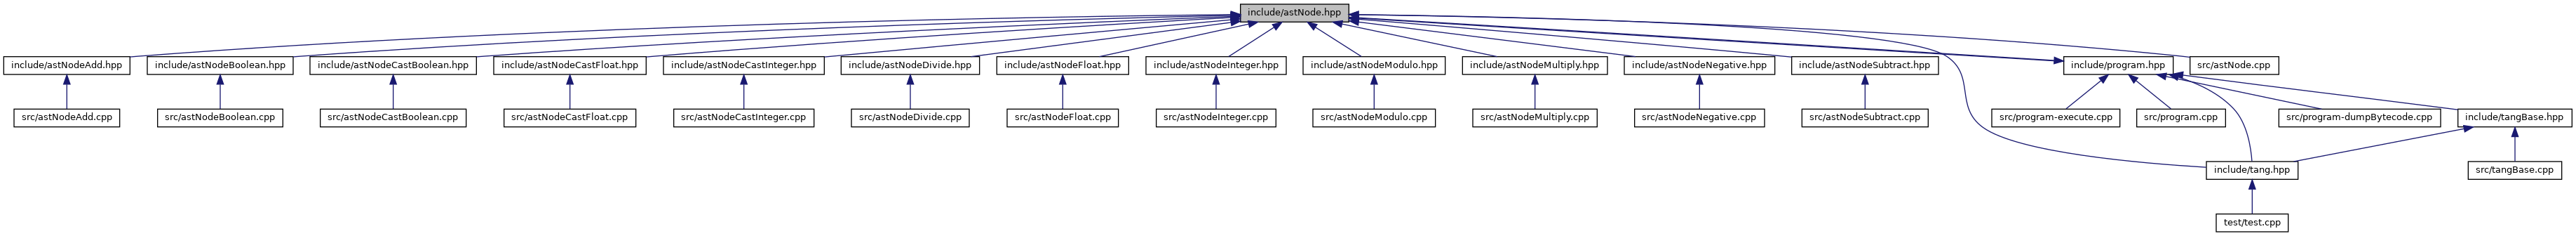 include/astNode.hpp
include/astNodeAdd.hpp
include/astNodeBoolean.hpp
include/astNodeCastBoolean.hpp
include/astNodeCastFloat.hpp
include/astNodeCastInteger.hpp
include/astNodeDivide.hpp
include/astNodeFloat.hpp
include/astNodeInteger.hpp
include/astNodeModulo.hpp
include/astNodeMultiply.hpp
include/astNodeNegative.hpp
include/astNodeSubtract.hpp
include/program.hpp
src/astNode.cpp
src/astNodeAdd.cpp
src/astNodeBoolean.cpp
src/astNodeCastBoolean.cpp
src/astNodeCastFloat.cpp
src/astNodeCastInteger.cpp
src/astNodeDivide.cpp
src/astNodeFloat.cpp
src/astNodeInteger.cpp
src/astNodeModulo.cpp
src/astNodeMultiply.cpp
src/astNodeNegative.cpp
src/astNodeSubtract.cpp
src/program-execute.cpp
src/program.cpp
src/program-dumpBytecode.cpp
include/tangBase.hpp
include/tang.hpp
src/tangBase.cpp
test/test.cpp